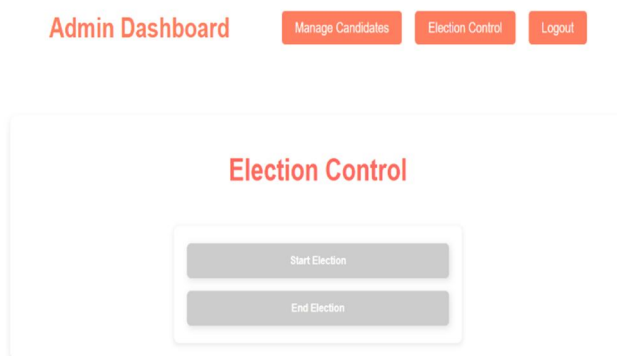 Admin Dashboard Manage Candidates Election Control Logout
Election Control
Start Election
End Election